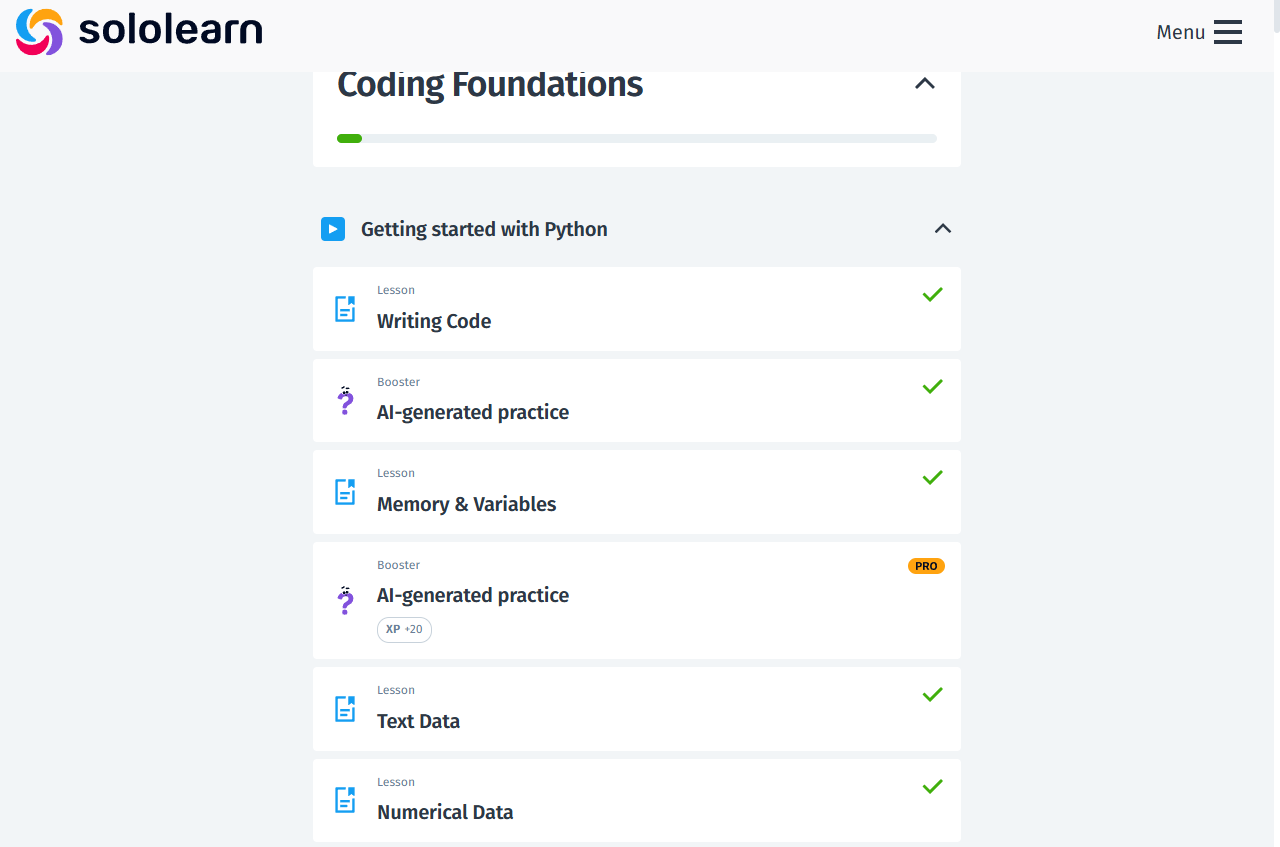 sololearn
Menu
Coding Foundations
Getting started with Python
Lesson
Writing Code
Booster
AI-generated practice
Lesson
Memory & Variables
Booster
PRO
AI-generated practice
XP +20
Lesson
Text Data
Lesson
Numerical Data